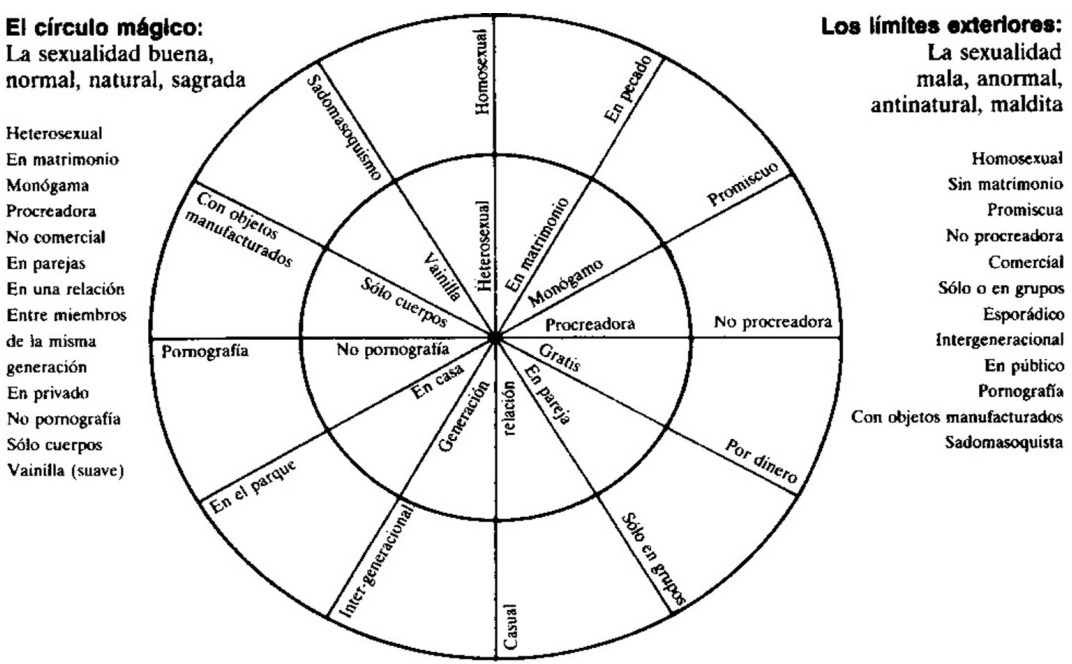 El círculo mágico:
La sexualidad buena,
normal, natural, sagrada
Heterosexual
En matrimonio
Monógama
Procreadora
No comercial
En parejas
En una relación
Entre miembros
de la misma
generación
En privado
No pornografía
Sólo cuerpos
Vainilla (suave)
Homosexual
En pecado
Promiscuo
No procreadora
Por dinero
Sólo en grupos
Casual
Inter-generacional
En el parque
Pornografía
Con objetos
manufacturados
Sadomasoquismo
Heterosexual
En matrimonio
Monógamo
Procreadora
Gratis
En pareja
relación
Generación
En casa
No pornografía
Sólo cuerpos
Vainilla
Los límites exteriores:
La sexualidad
mala, anormal,
antinatural, maldita
Homosexual
Sin matrimonio
Promiscua
No procreadora
Comercial
Sólo o en grupos
Esporádico
Intergeneracional
En público
Pornografía
Con objetos manufacturados
Sadomasoquista